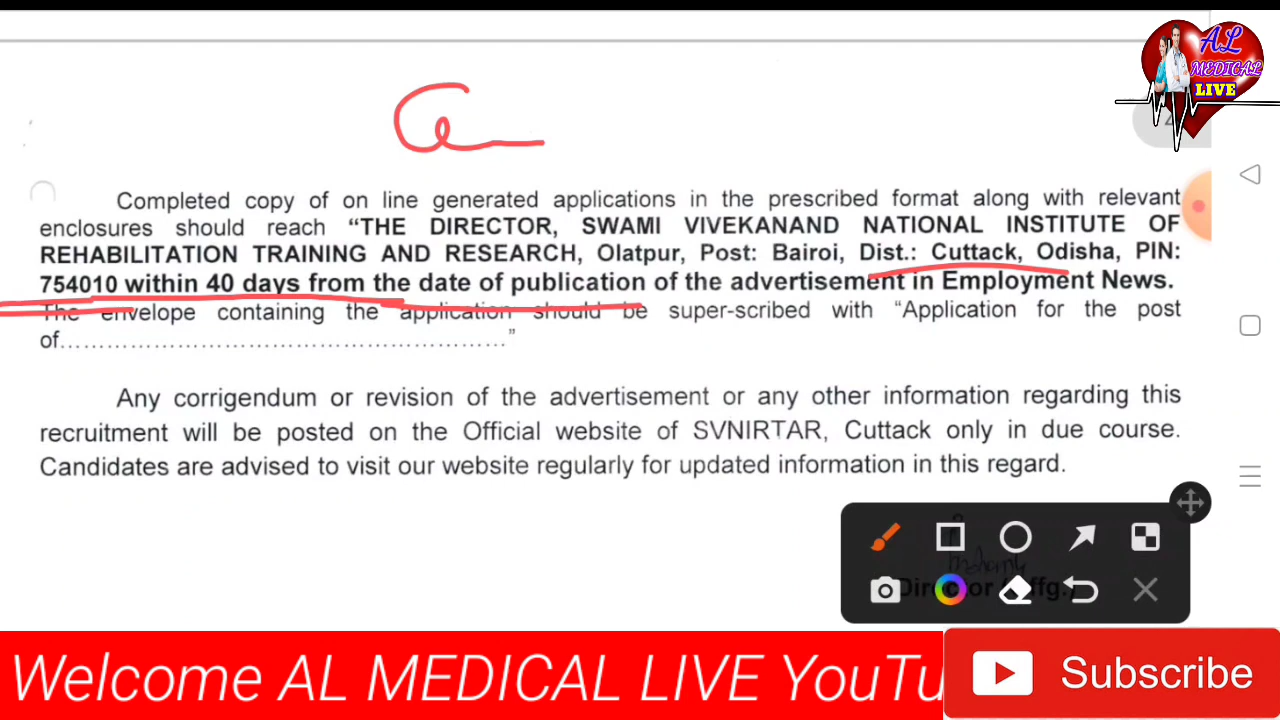 AL
MEDICAL
LIVE
Completed copy of on line generated applications in the prescribed format along with relevant
enclosures should reach “THE DIRECTOR, SWAMI VIVEKANAND NATIONAL INSTITUTE OF
REHABILITATION TRAINING AND RESEARCH, Olatpur, Post: Bairoi, Dist.: Cuttack, Odisha, PIN:
754010 within 40 days from the date of publication of the advertisement in Employment News.
The envelope containing the application should be super-scribed with “Application for the post
of……………………………………………………”
Any corrigendum or revision of the advertisement or any other information regarding this
recruitment will be posted on the Official website of SVNIRTAR, Cuttack only in due course.
Candidates are advised to visit our website regularly for updated information in this regard.
Welcome AL MEDICAL LIVE YouTu
Subscribe